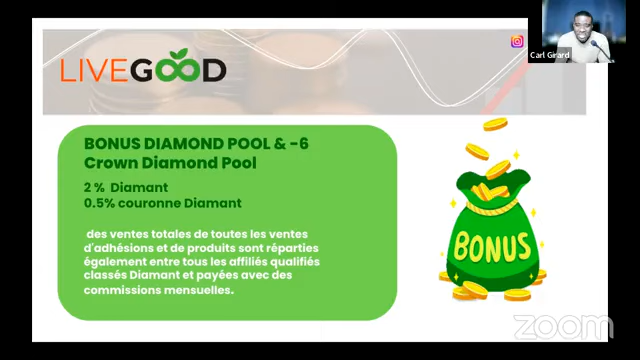 LIVEGOOD
Carl Girard
BONUS DIAMOND POOL & -6
Crown Diamond Pool
2 % Diamant
0.5% couronne Diamant
des ventes totales de toutes les ventes
d'adhésions et de produits sont réparties
également entre tous les affiliés qualifiés
classés Diamant et payées avec des
commissions mensuelles.
BONUS
zoom